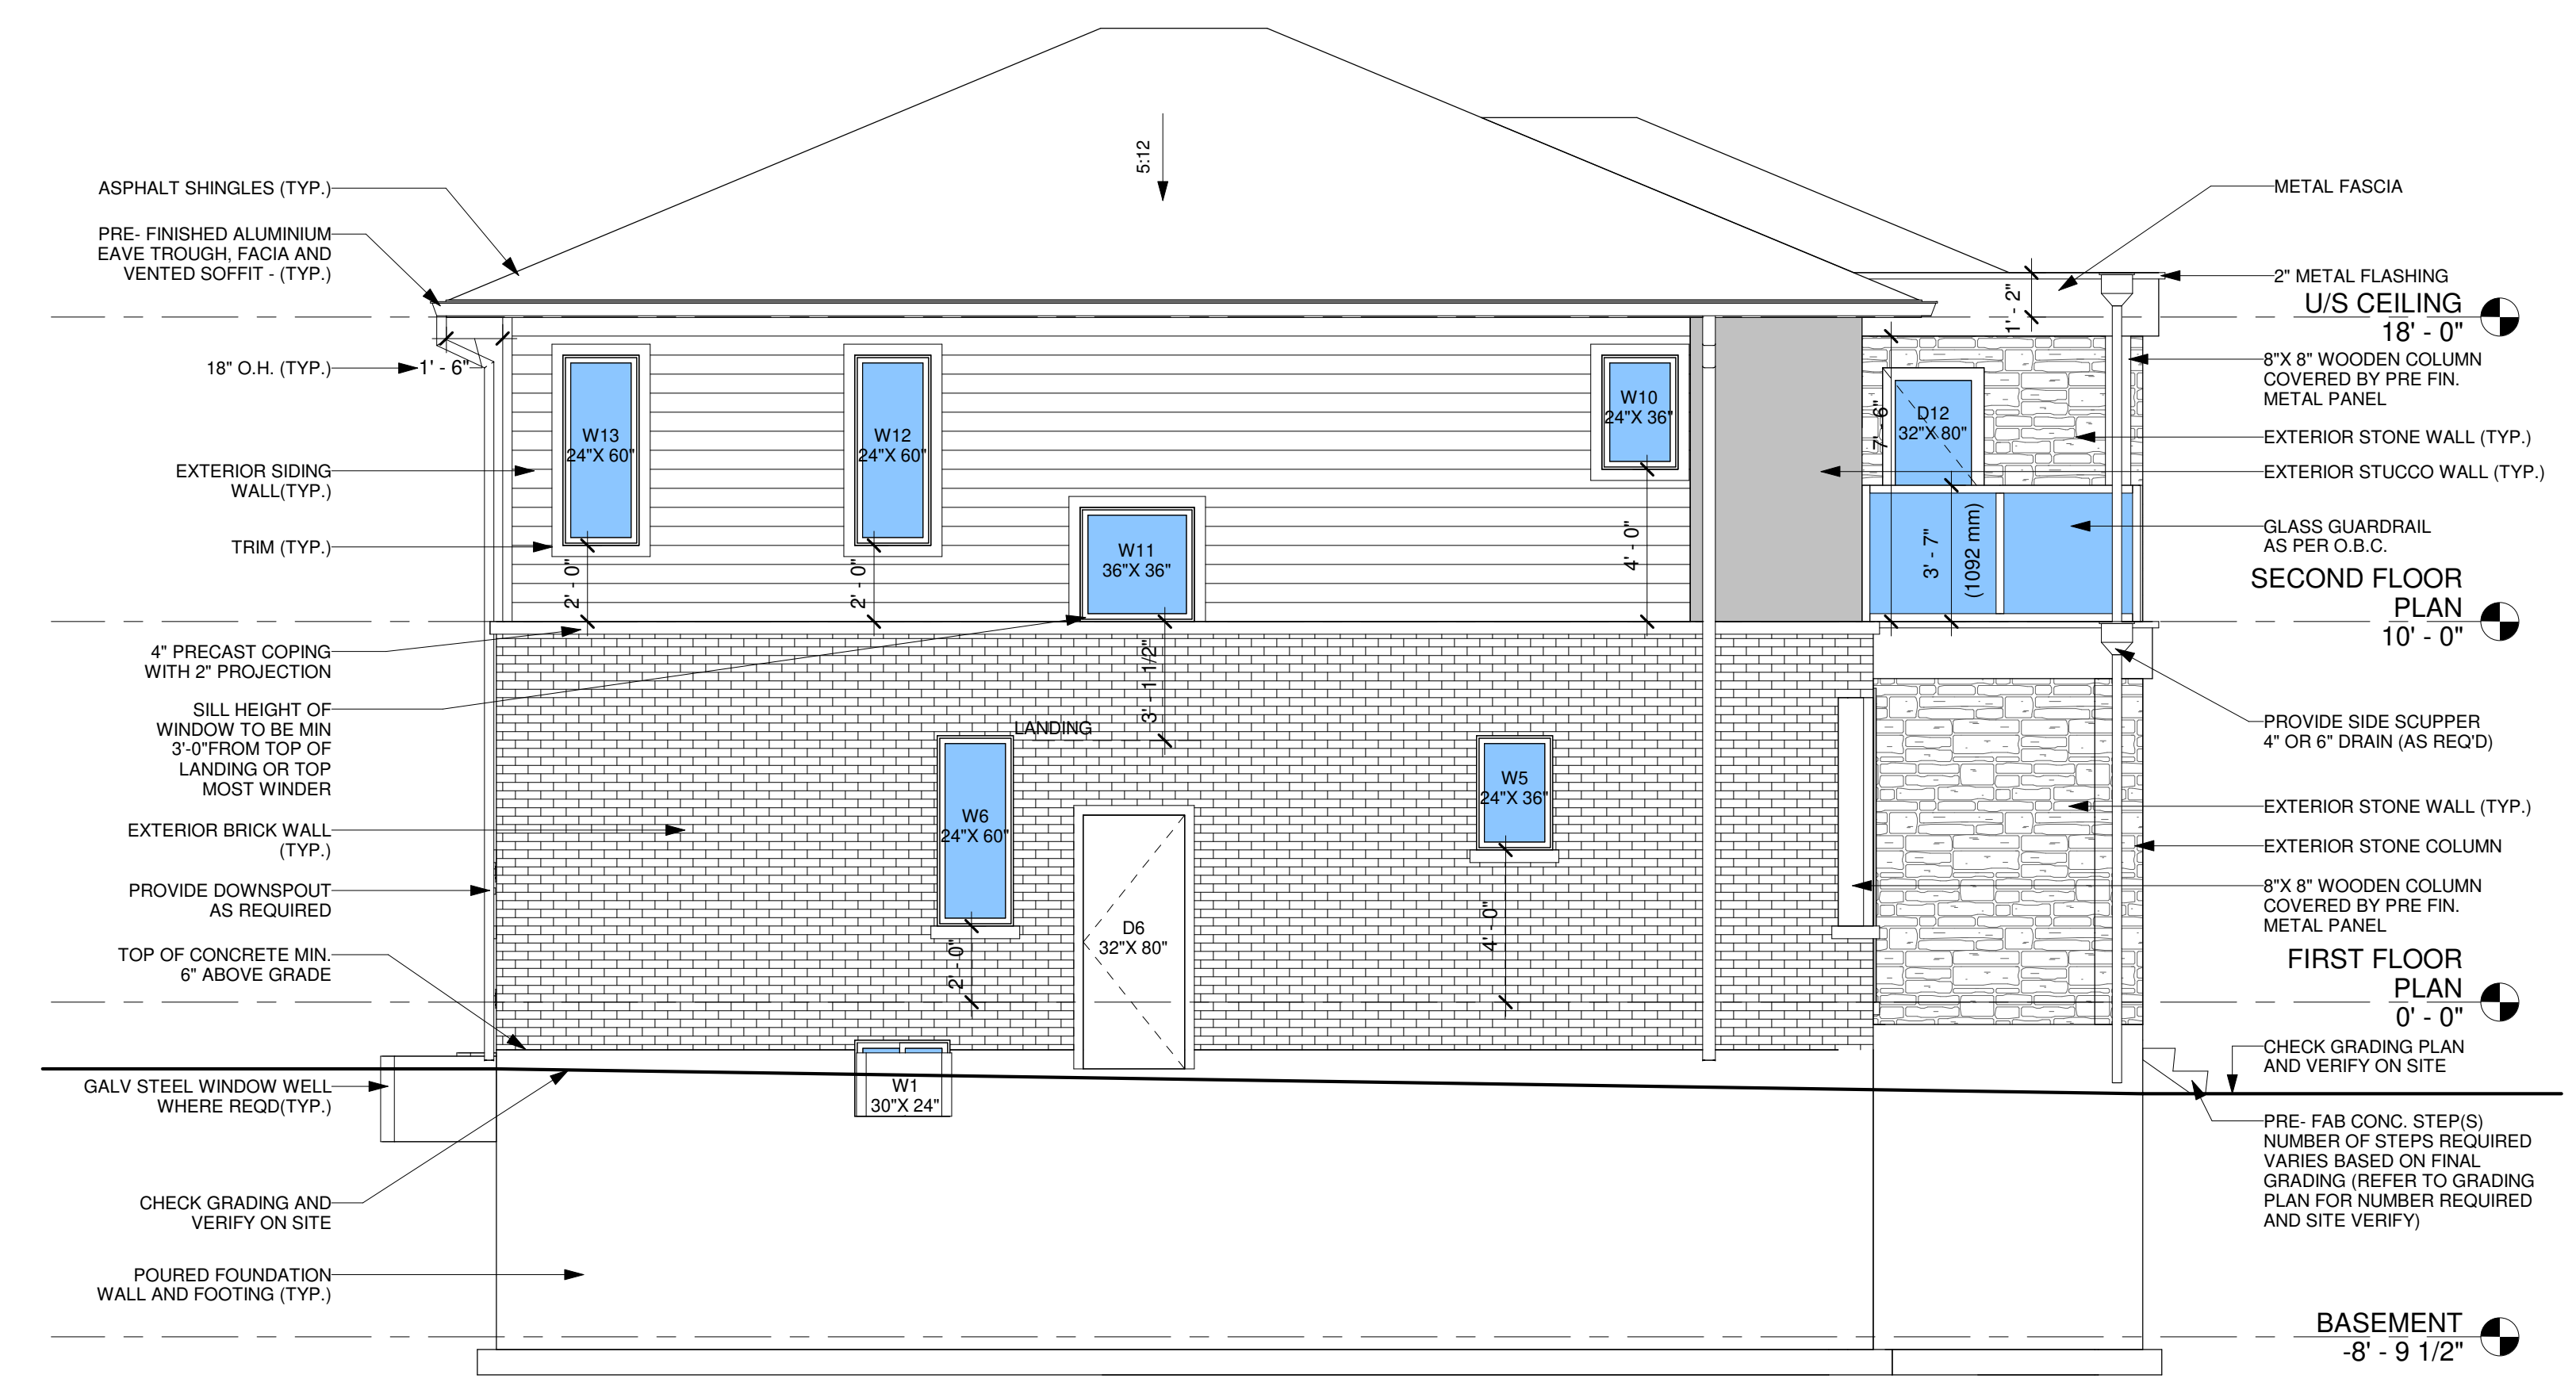 5:12
ASPHALT SHINGLES (TYP.)
PRE- FINISHED ALUMINIUM
EAVE TROUGH, FACIA AND
VENTED SOFFIT - (TYP.)
18" O.H. (TYP.)
1' - 6"
EXTERIOR SIDING
WALL(TYP.)
TRIM (TYP.)
4" PRECAST COPING
WITH 2" PROJECTION
SILL HEIGHT OF
WINDOW TO BE MIN
3'-0"FROM TOP OF
LANDING OR TOP
MOST WINDER
EXTERIOR BRICK WALL
(TYP.)
PROVIDE DOWNSPOUT
AS REQUIRED
TOP OF CONCRETE MIN.
6" ABOVE GRADE
GALV STEEL WINDOW WELL
WHERE REQD(TYP.)
CHECK GRADING AND
VERIFY ON SITE
POURED FOUNDATION
WALL AND FOOTING (TYP.)
W13
24"X 60"
2' - 0"
W12
24"X 60"
2' - 0"
W11
36"X 36"
3' - 1 1/2"
LANDING
W10
24"X 36"
4' - 0"
W6
24"X 60"
2' - 0"
D6
32"X 80"
W5
24"X 36"
4' - 0"
W1
30"X 24"
D12
32"X 80"
7' - 6"
3' - 7"
(1092 mm)
1' - 2"
METAL FASCIA
2" METAL FLASHING
U/S CEILING
18' - 0"
8"X 8" WOODEN COLUMN
COVERED BY PRE FIN.
METAL PANEL
EXTERIOR STONE WALL (TYP.)
EXTERIOR STUCCO WALL (TYP.)
GLASS GUARDRAIL
AS PER O.B.C.
SECOND FLOOR
PLAN
10' - 0"
PROVIDE SIDE SCUPPER
4" OR 6" DRAIN (AS REQ'D)
EXTERIOR STONE WALL (TYP.)
EXTERIOR STONE COLUMN
8"X 8" WOODEN COLUMN
COVERED BY PRE FIN.
METAL PANEL
FIRST FLOOR
PLAN
0' - 0"
CHECK GRADING PLAN
AND VERIFY ON SITE
PRE- FAB CONC. STEP(S)
NUMBER OF STEPS REQUIRED
VARIES BASED ON FINAL
GRADING (REFER TO GRADING
PLAN FOR NUMBER REQUIRED
AND SITE VERIFY)
BASEMENT
-8' - 9 1/2"